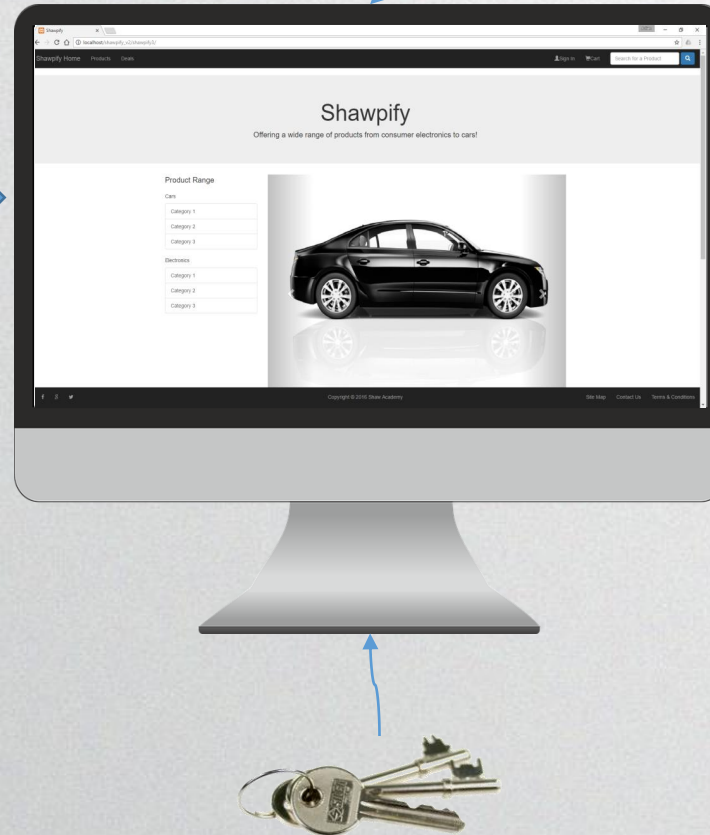 Shawpify
localhost/shawpify_v2/shawpify3/
Shawpify Home Products Deals Sign In Cart Search for a Product
Shawpify
Offering a wide range of products from consumer electronics to cars!
Product Range
Cars
Category 1
Category 2
Category 3
Electronics
Category 1
Category 2
Category 3
Copyright © 2016 Shaw Academy Site Map Contact Us Terms & Conditions